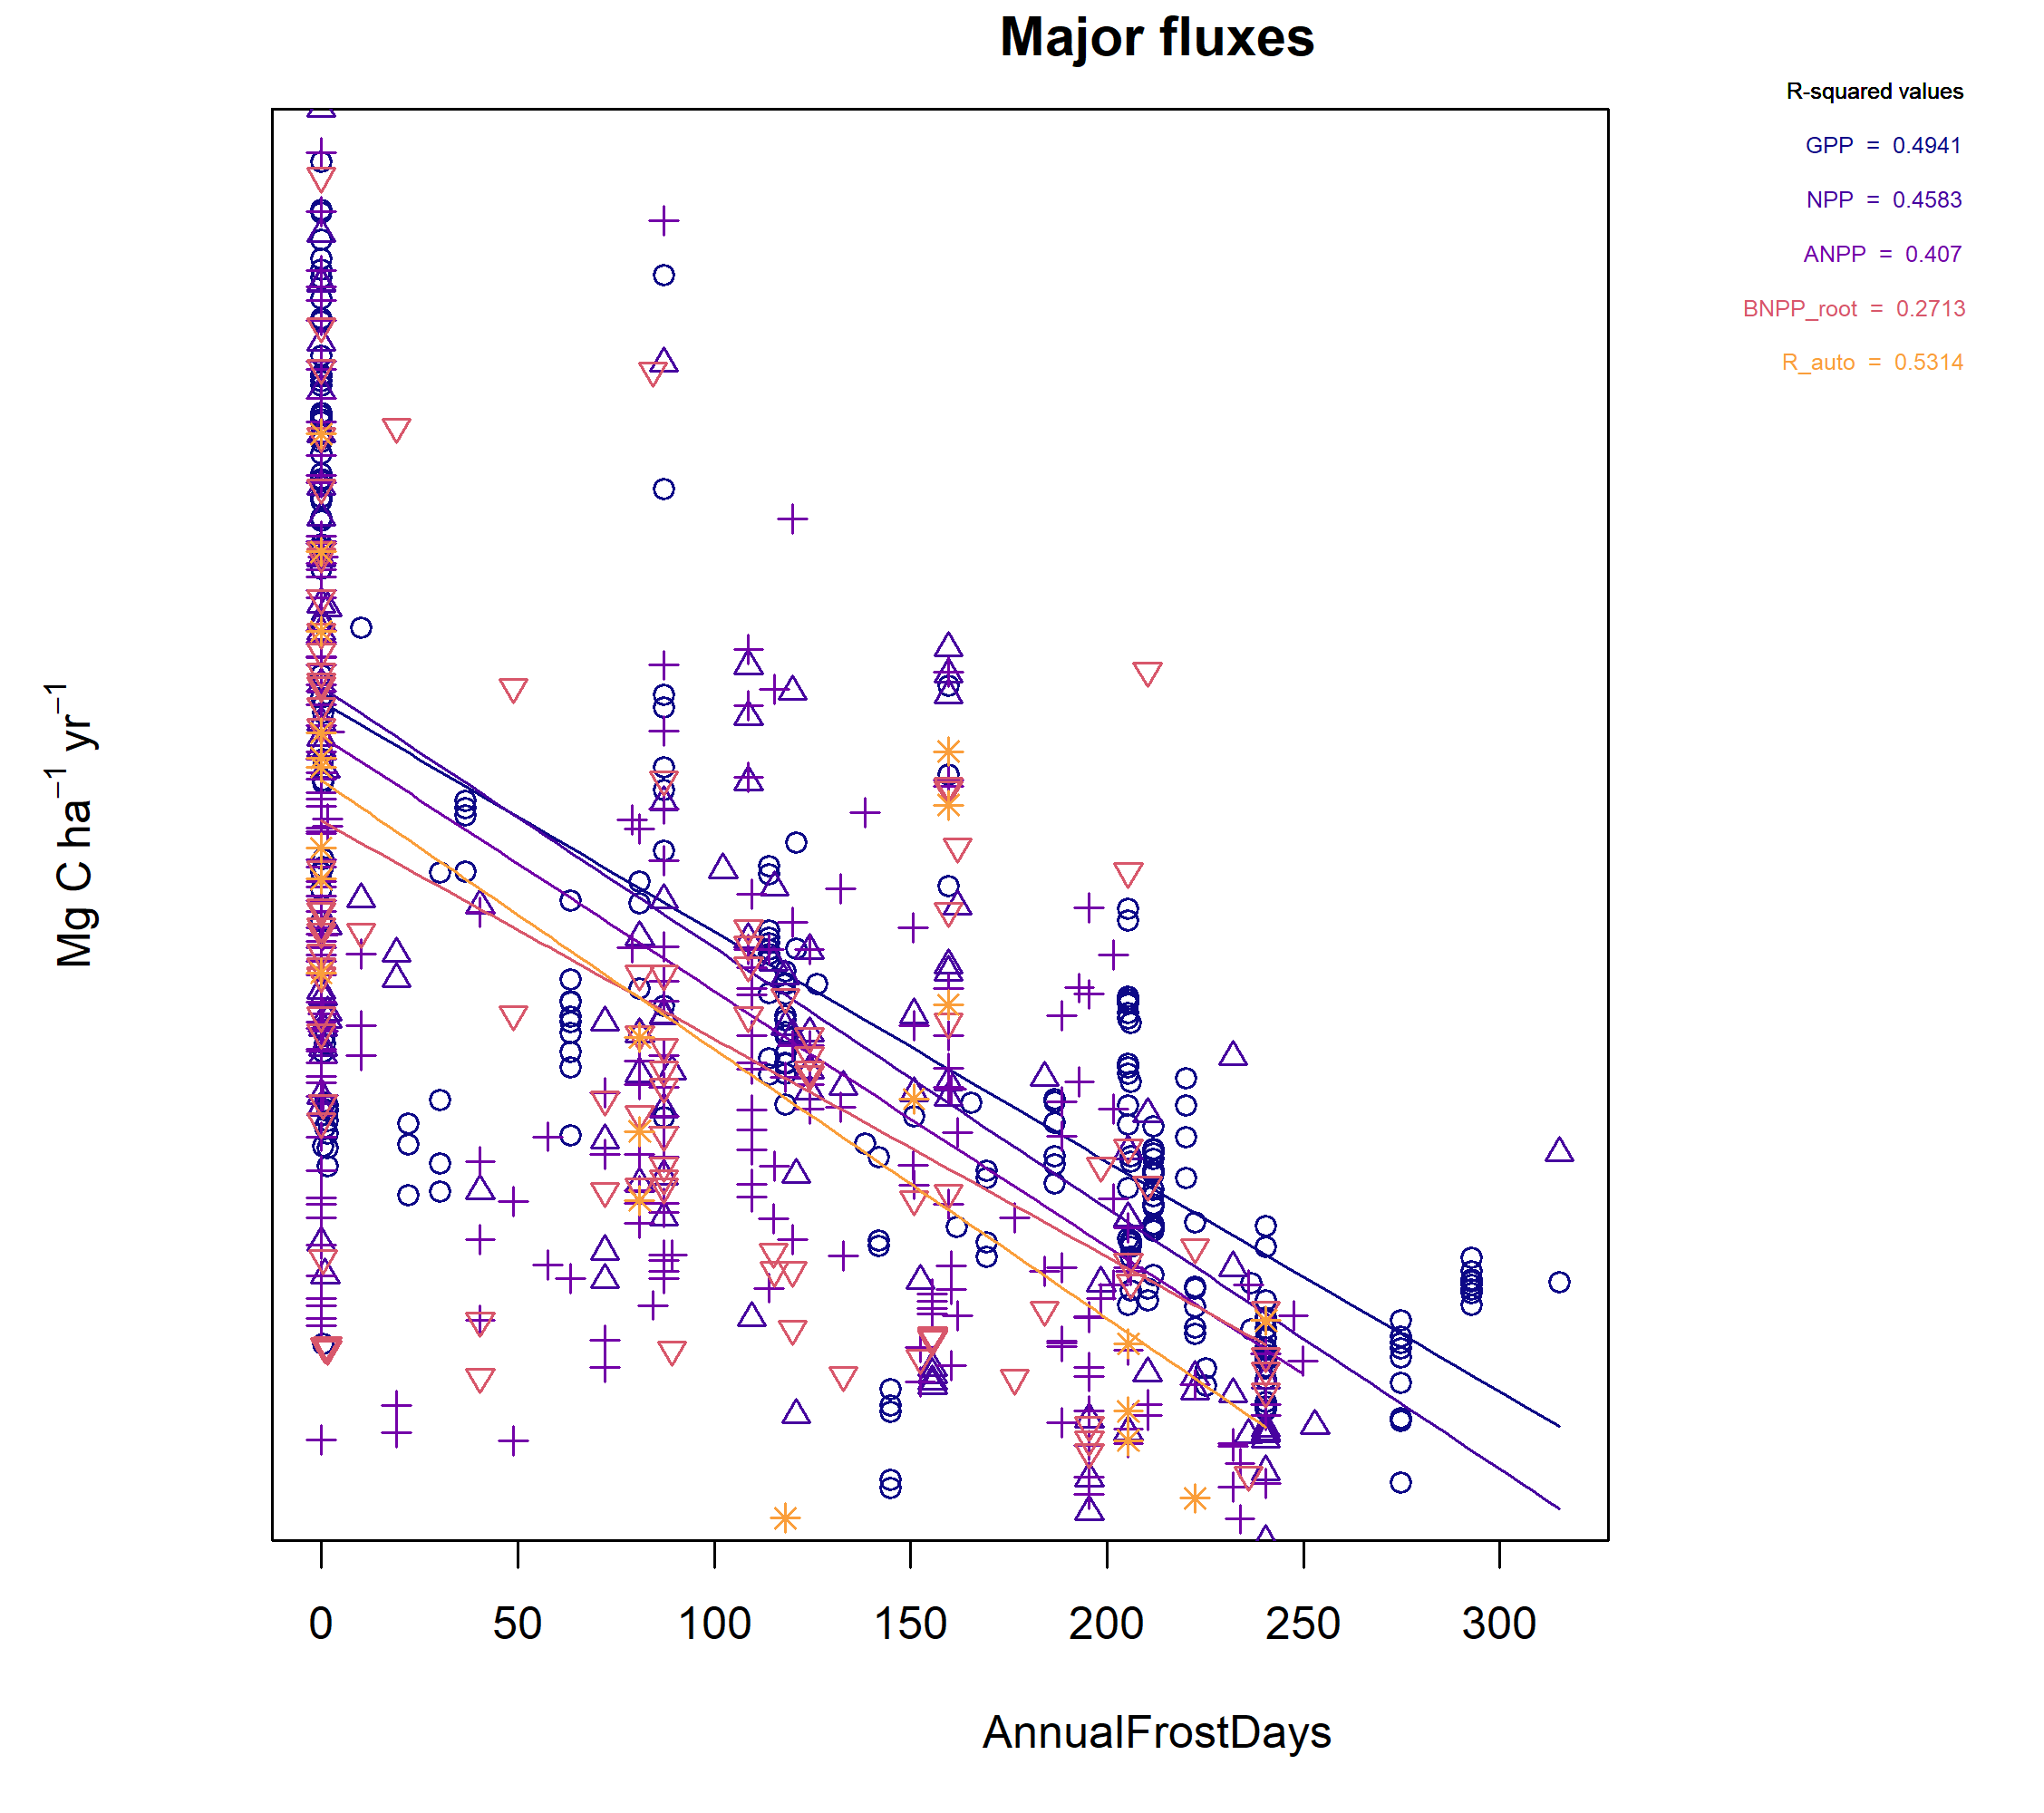 Major fluxes
R-squared values
GPP = 0.4941
NPP = 0.4583
ANPP = 0.407
BNPP_root = 0.2713
R_auto = 0.5314
Mg C ha⁻¹ yr⁻¹
0 50 100 150 200 250 300
AnnualFrostDays